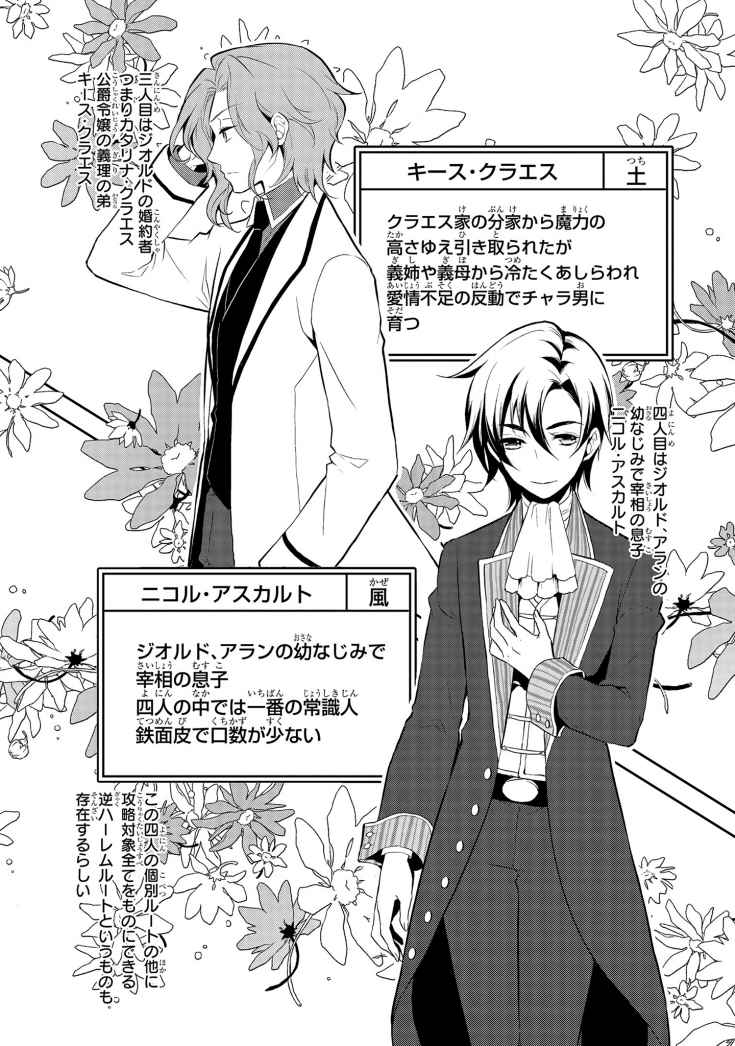 三人目はジオルドの婚約者
つまりカタリナ・クラエス
公爵令嬢の義理の弟
キース・クラエス
キース・クラエス 土
クラエス家の分家から魔力の
高さゆえ引き取られたが
義姉や義母から冷たくあしらわれ
愛情不足の反動でチャラ男に
育つ
四人目はジオルド、アランの
幼なじみで宰相の息子
ニコル・アスカルト
ニコル・アスカルト 風
ジオルド、アランの幼なじみで
宰相の息子
四人の中では一番の常識人
鉄面皮で口数が少ない
この四人の個別ルートの他に
攻略対象全てをものにできる
逆ハーレムルートというものも
存在するらしい